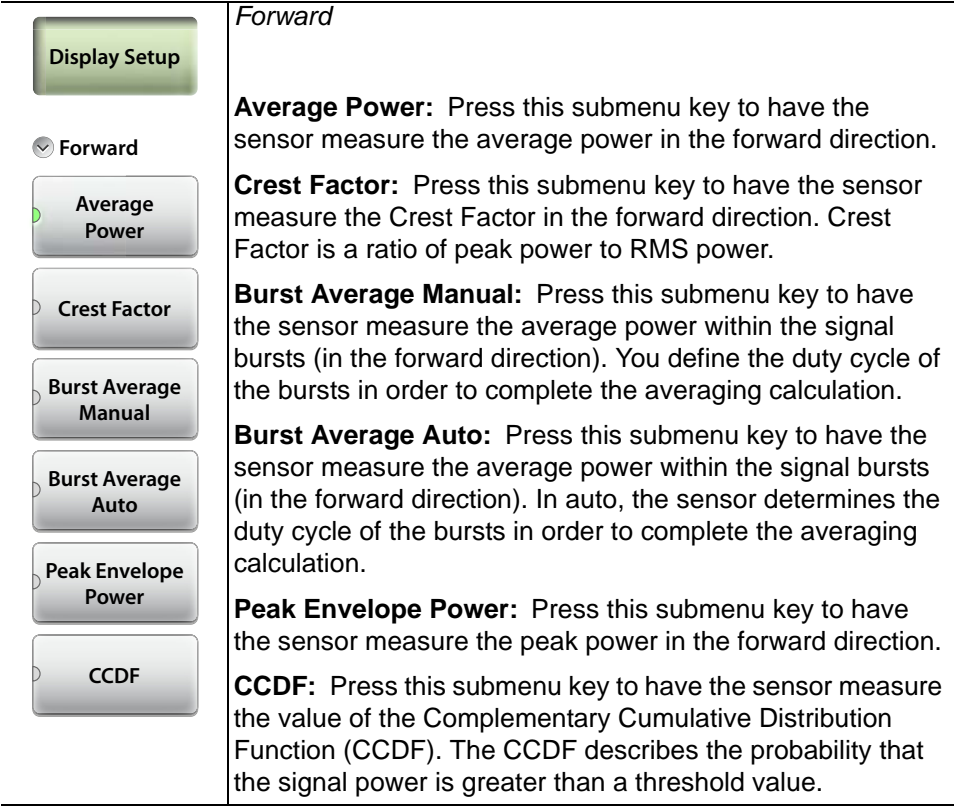 Display Setup
Forward
Average
Power
Crest Factor
Burst Average
Manual
Burst Average
Auto
Peak Envelope
Power
CCDF
Forward
Average Power: Press this submenu key to have the
sensor measure the average power in the forward direction.
Crest Factor: Press this submenu key to have the sensor
measure the Crest Factor in the forward direction. Crest
Factor is a ratio of peak power to RMS power.
Burst Average Manual: Press this submenu key to have
the sensor measure the average power within the signal
bursts (in the forward direction). You define the duty cycle of
the bursts in order to complete the averaging calculation.
Burst Average Auto: Press this submenu key to have the
sensor measure the average power within the signal bursts
(in the forward direction). In auto, the sensor determines the
duty cycle of the bursts in order to complete the averaging
calculation.
Peak Envelope Power: Press this submenu key to have
the sensor measure the peak power in the forward direction.
CCDF: Press this submenu key to have the sensor measure
the value of the Complementary Cumulative Distribution
Function (CCDF). The CCDF describes the probability that
the signal power is greater than a threshold value.